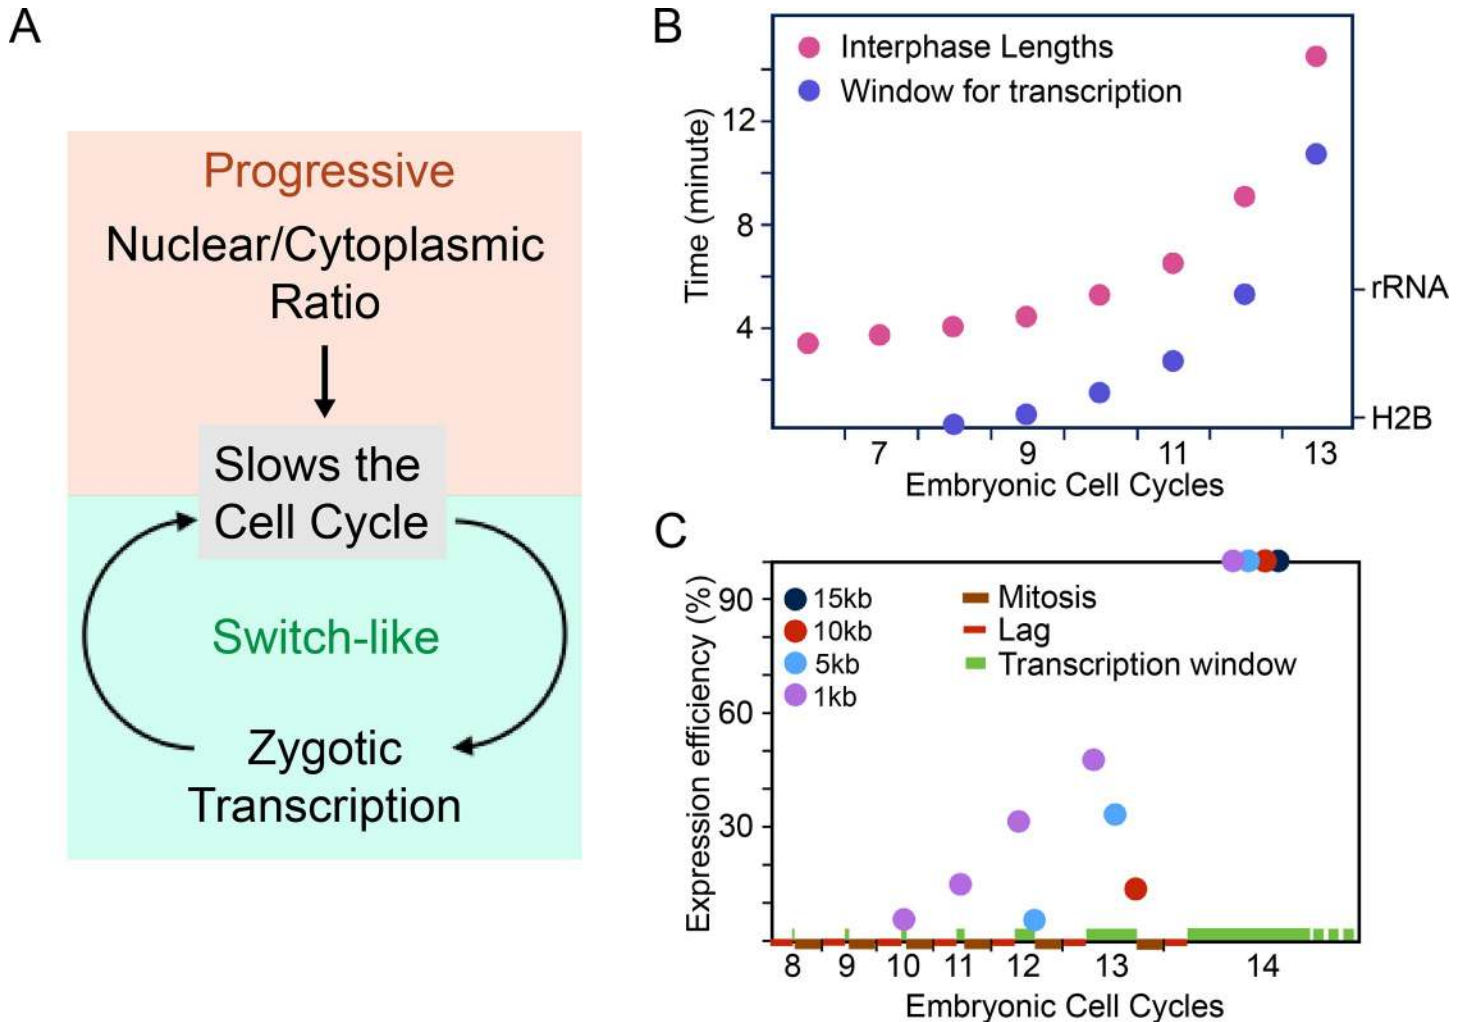 A
Progressive
Nuclear/Cytoplasmic
Ratio
Slows the
Cell Cycle
Switch-like
Zygotic
Transcription
B
Interphase Lengths
Window for transcription
Time (minute)
12
8
4
rRNA
H2B
7 9 11 13
Embryonic Cell Cycles
C
Expression efficiency (%)
90
60
30
15kb
10kb
5kb
1kb
Mitosis
Lag
Transcription window
8 9 10 11 12 13 14
Embryonic Cell Cycles